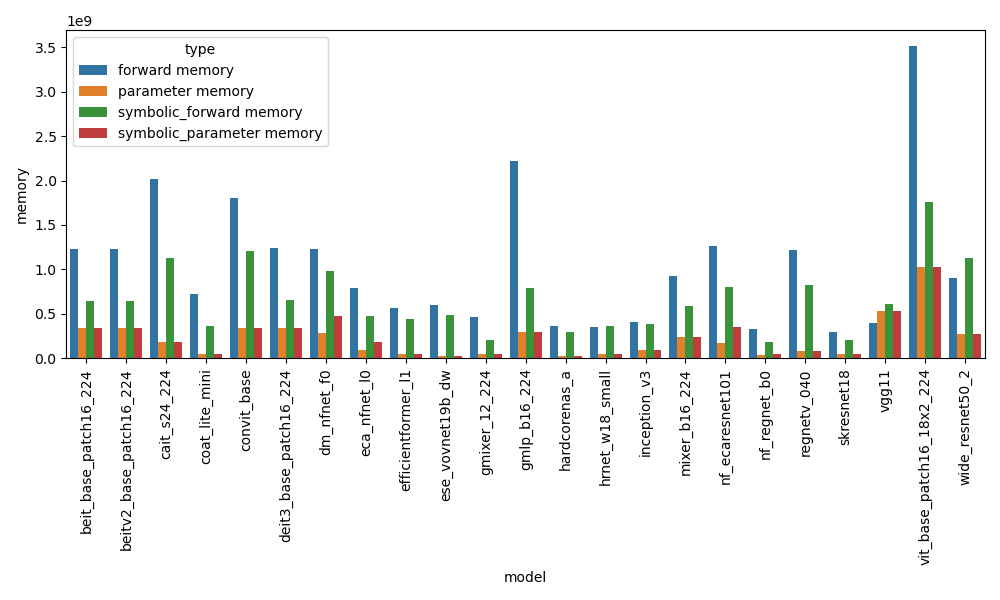 1e9
type
forward memory
parameter memory
symbolic_forward memory
symbolic_parameter memory
3.5
3.0
2.5
2.0
1.5
1.0
0.5
0.0
memory
beit_base_patch16_224
beitv2_base_patch16_224
cait_s24_224
coat_lite_mini
convit_base
deit3_base_patch16_224
dm_nfnet_f0
eca_nfnet_l0
efficientformer_l1
ese_vovnet19b_dw
gmixer_12_224
gmlp_b16_224
hardcorenas_a
hrnet_w18_small
inception_v3
mixer_b16_224
nf_ecaresnet101
nf_regnet_b0
regnetv_040
skresnet18
vgg11
vit_base_patch16_18x2_224
wide_resnet50_2
model